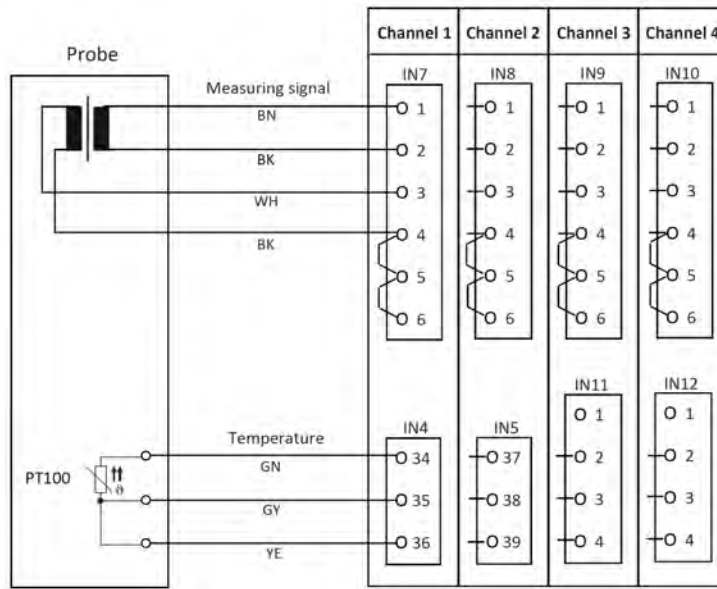 Channel 1 Channel 2 Channel 3 Channel 4
Probe
IN7 IN8 IN9 IN10
Measuring signal
1 1 1 1
BN
2 2 2 2
BK
3 3 3 3
WH
4 4 4 4
BK
5 5 5 5
6 6 6 6
IN11 IN12
1 1
IN4 IN5
Temperature
34 37 2 2
GN
PT100 ϑ
35 38 3 3
GY
36 39 4 4
YE